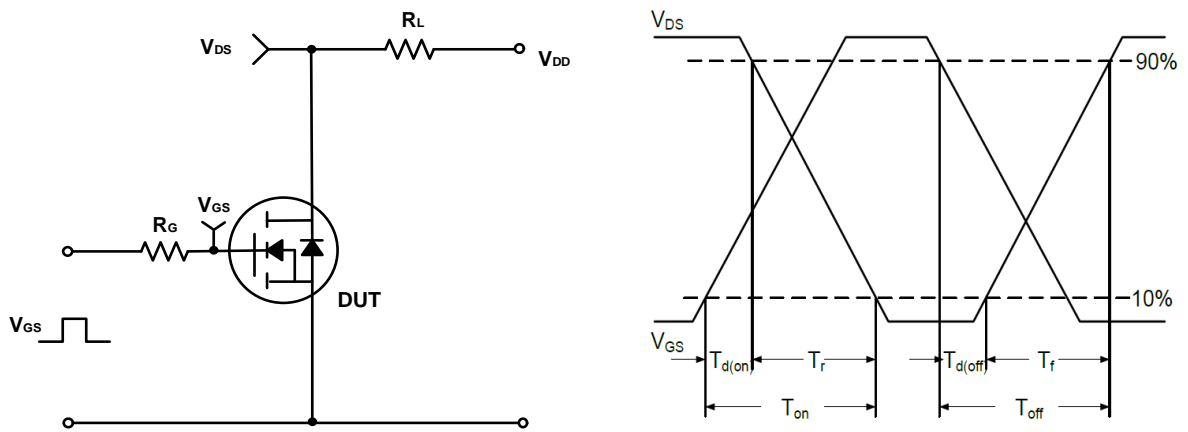 RL
VDS
VDD
VGS
RG
DUT
VGS
VDS
90%
10%
VGS
Td(on)
Tr
Td(off)
Tf
Ton
Toff